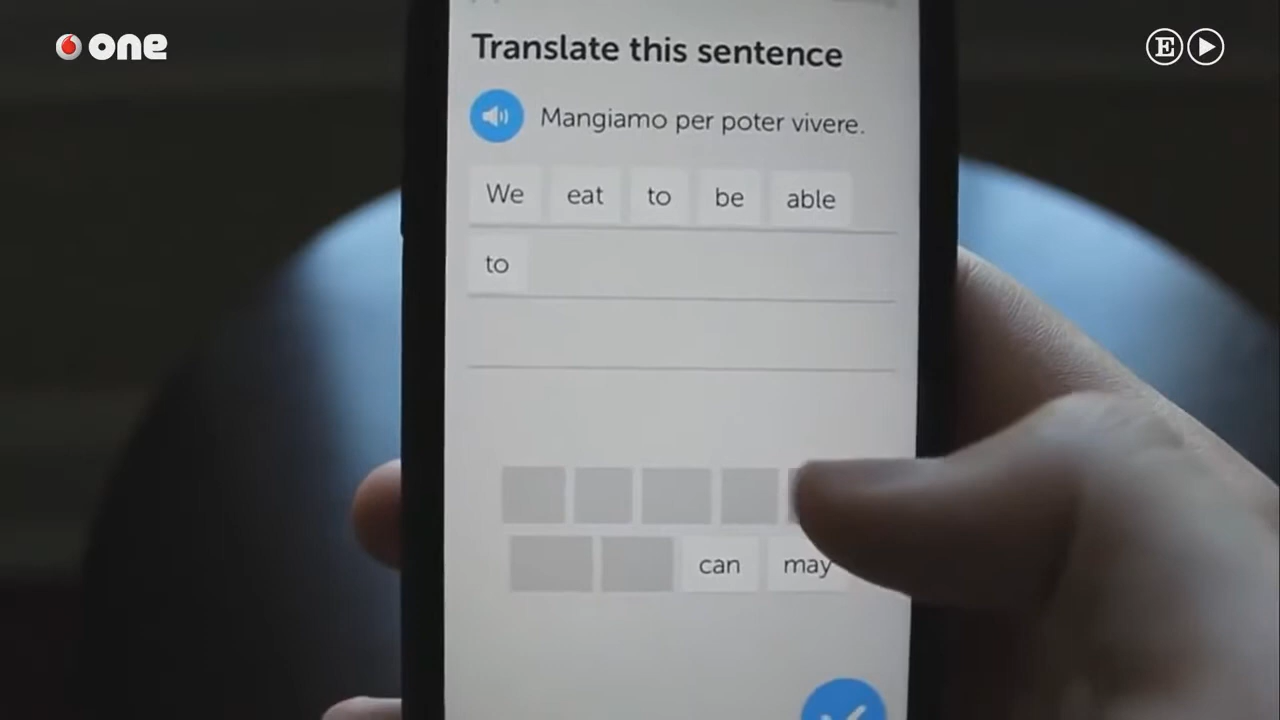 one
E
Translate this sentence
Mangiamo per poter vivere.
We eat to be able
to
can may